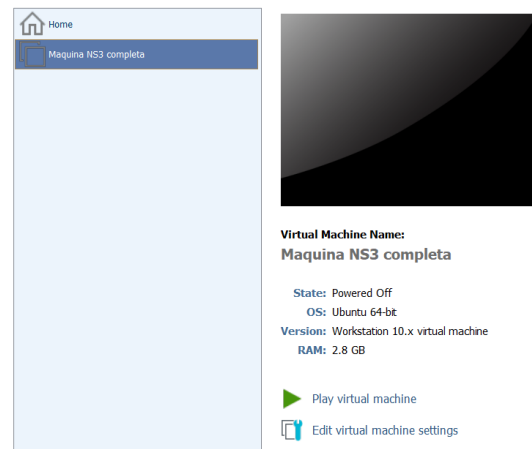 Home
Maquina NS3 completa
Virtual Machine Name:
Maquina NS3 completa
State: Powered Off
OS: Ubuntu 64-bit
Version: Workstation 10.x virtual machine
RAM: 2.8 GB
Play virtual machine
Edit virtual machine settings